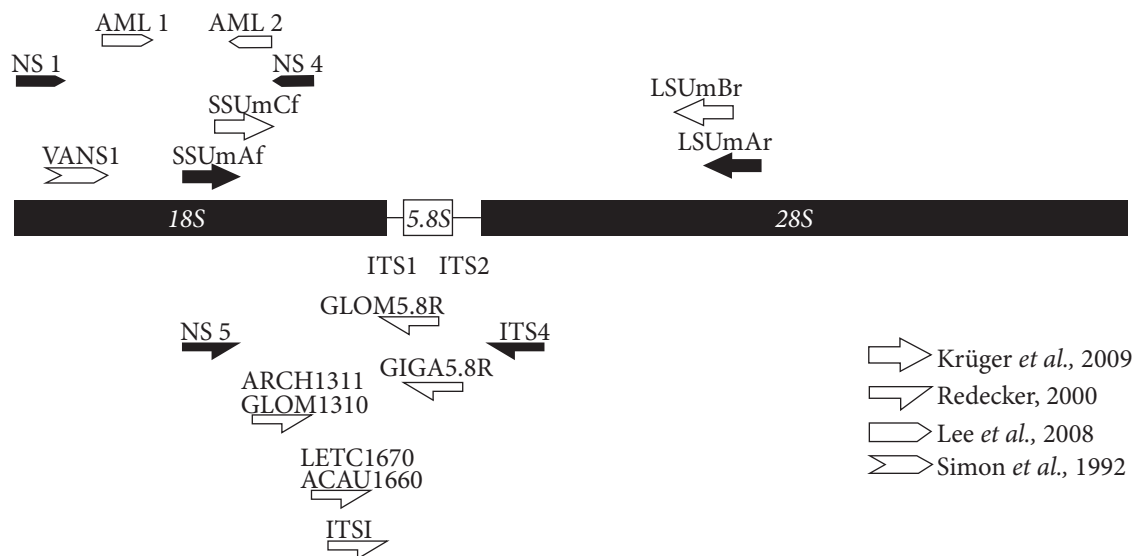 AML 1 AML 2
NS 1 NS 4
SSUmCf LSUmBr
VANS1 SSUmAf LSUmAr
18S 5.8S 28S
ITS1 ITS2
GLOM5.8R
NS 5 ITS4
GIGA5.8R
ARCH1311
GLOM1310
LETC1670
ACAU1660
ITSI
Krüger et al., 2009
Redecker, 2000
Lee et al., 2008
Simon et al., 1992